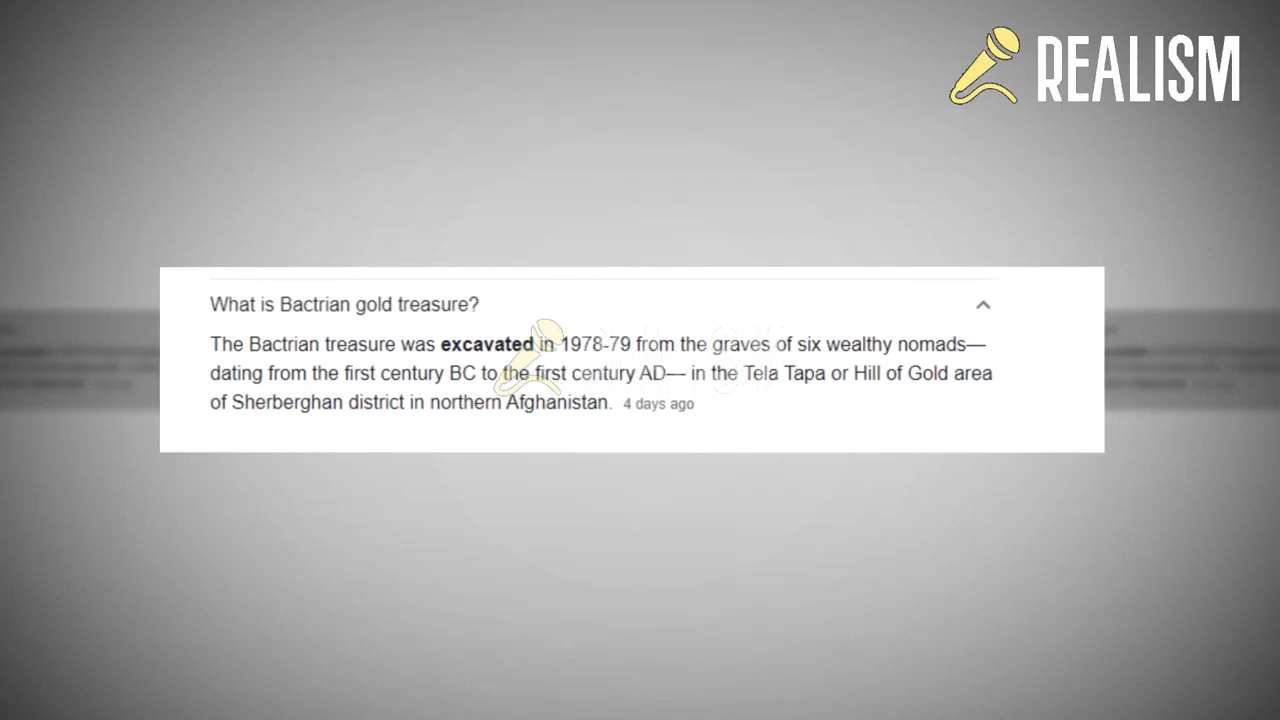 REALISM
What is Bactrian gold treasure?
The Bactrian treasure was excavated in 1978-79 from the graves of six wealthy nomads—
dating from the first century BC to the first century AD— in the Tela Tapa or Hill of Gold area
of Sherberghan district in northern Afghanistan. 4 days ago